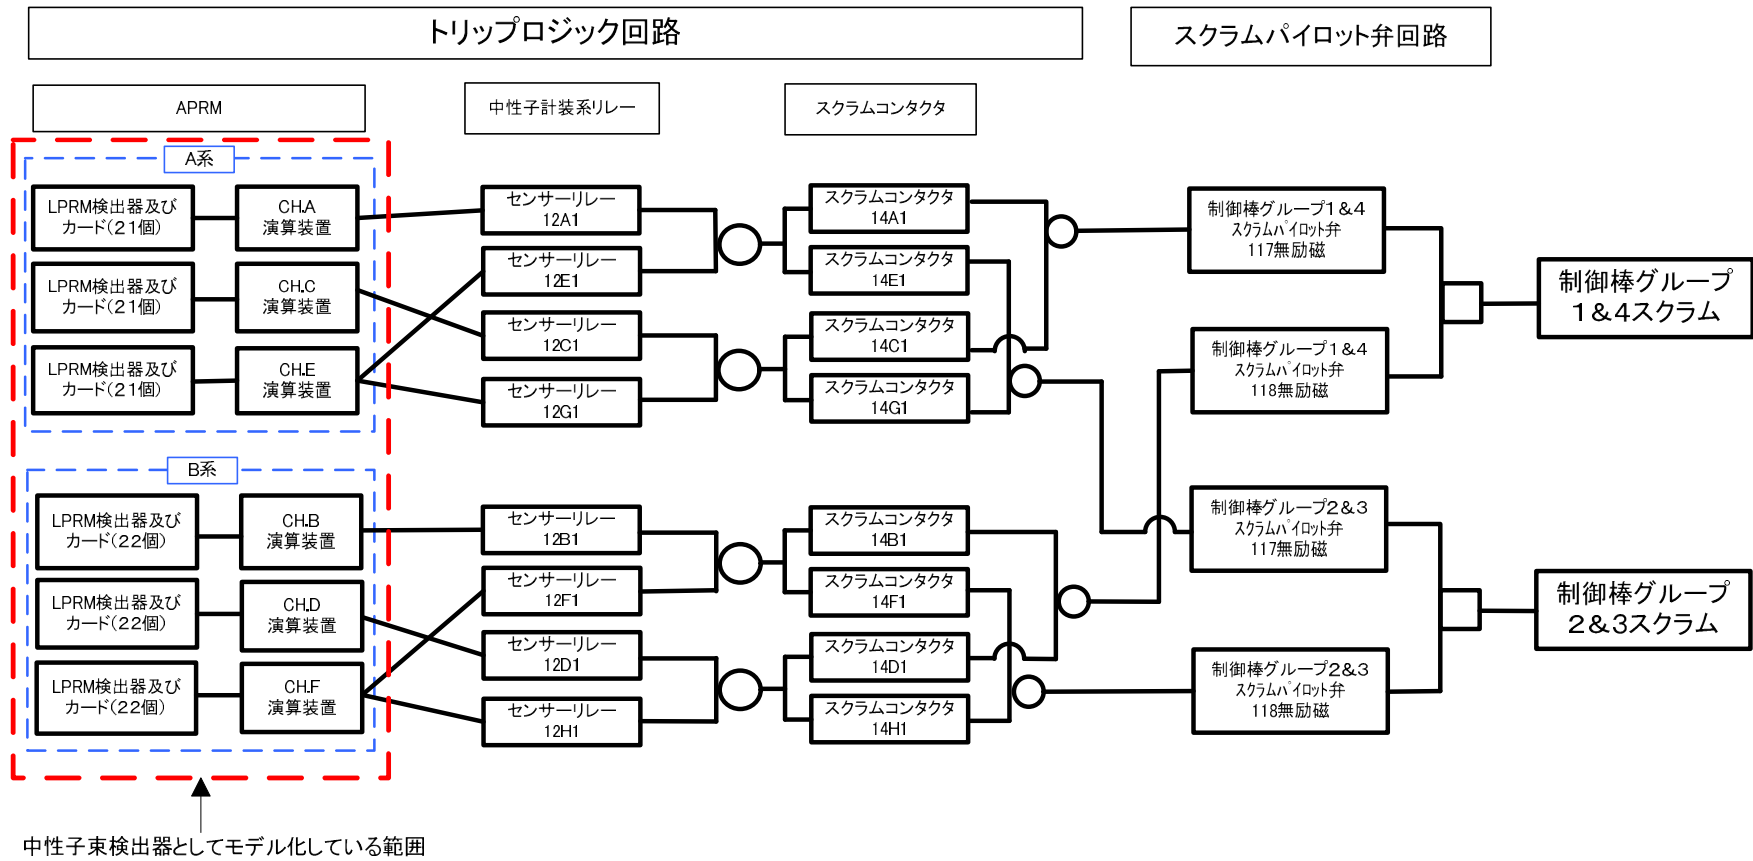 トリップロジック回路
スクラムパイロット弁回路
APRM
中性子計装系リレー
スクラムコンタクタ
A系
LPRM検出器及び
カード(21個)
CH.A
演算装置
LPRM検出器及び
カード(21個)
CH.C
演算装置
LPRM検出器及び
カード(21個)
CH.E
演算装置
B系
LPRM検出器及び
カード(22個)
CH.B
演算装置
LPRM検出器及び
カード(22個)
CH.D
演算装置
LPRM検出器及び
カード(22個)
CH.F
演算装置
センサーリレー
12A1
センサーリレー
12E1
センサーリレー
12C1
センサーリレー
12G1
センサーリレー
12B1
センサーリレー
12F1
センサーリレー
12D1
センサーリレー
12H1
スクラムコンタクタ
14A1
スクラムコンタクタ
14E1
スクラムコンタクタ
14C1
スクラムコンタクタ
14G1
スクラムコンタクタ
14B1
スクラムコンタクタ
14F1
スクラムコンタクタ
14D1
スクラムコンタクタ
14H1
制御棒グループ1&4
スクラムパイロット弁
117無励磁
制御棒グループ1&4
スクラムパイロット弁
118無励磁
制御棒グループ2&3
スクラムパイロット弁
117無励磁
制御棒グループ2&3
スクラムパイロット弁
118無励磁
制御棒グループ
1&4スクラム
制御棒グループ
2&3スクラム
中性子束検出器としてモデル化している範囲